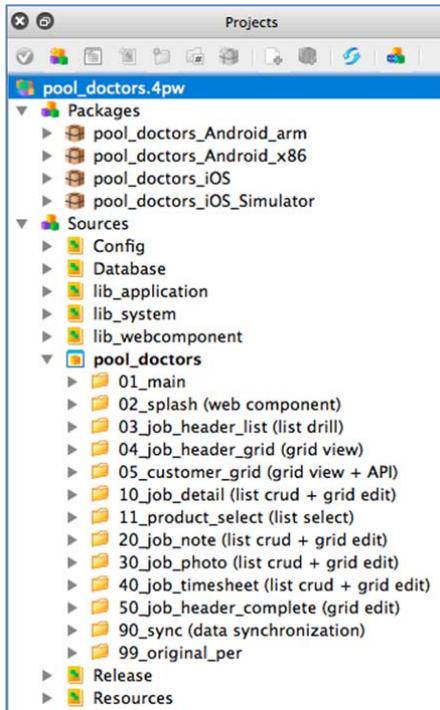 Projects
pool_doctors.4pw
Packages
pool_doctors_Android_arm
pool_doctors_Android_x86
pool_doctors_iOS
pool_doctors_iOS_Simulator
Sources
Config
Database
lib_application
lib_system
lib_webcomponent
pool_doctors
01_main
02_splash (web component)
03_job_header_list (list drill)
04_job_header_grid (grid view)
05_customer_grid (grid view + API)
10_job_detail (list crud + grid edit)
11_product_select (list select)
20_job_note (list crud + grid edit)
30_job_photo (list crud + grid edit)
40_job_timesheet (list crud + grid edit)
50_job_header_complete (grid edit)
90_sync (data synchronization)
99_original_per
Release
Resources